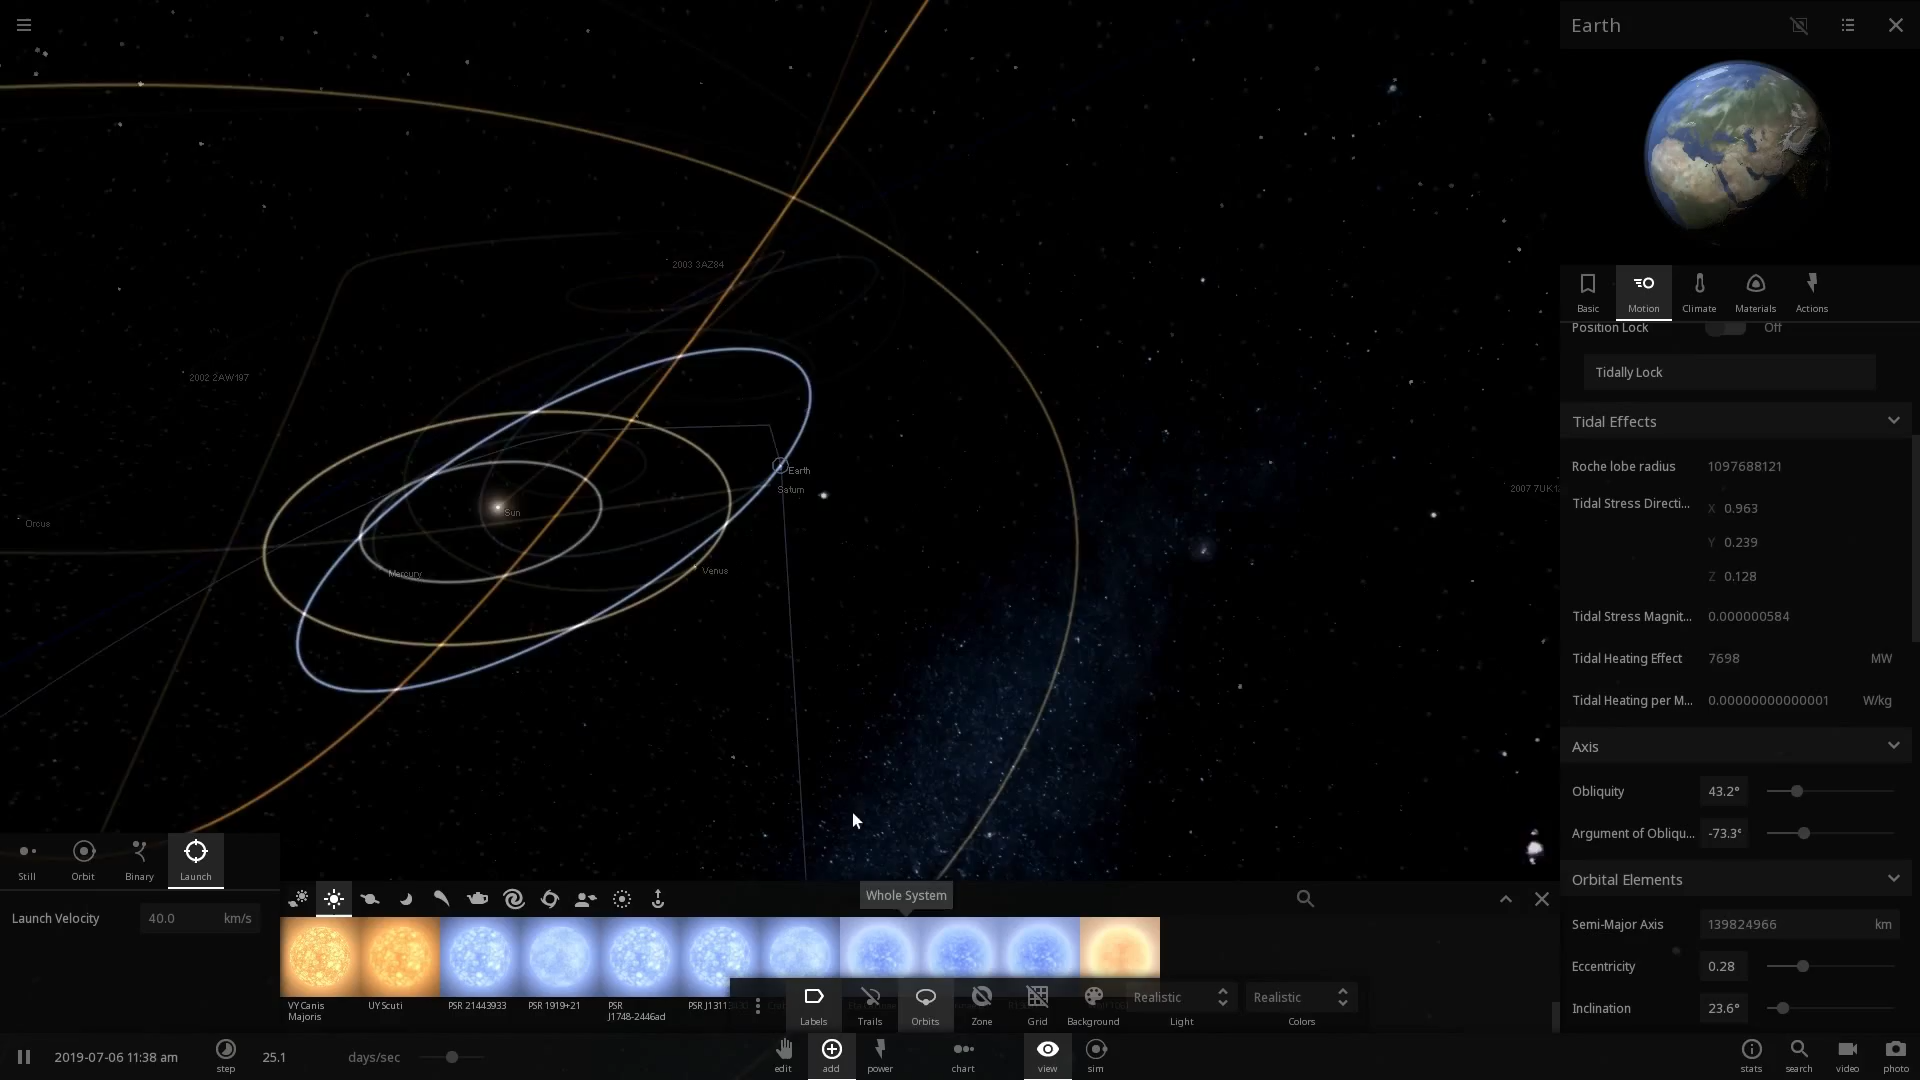 Earth
2003 3AZ84
2002 2AW197
Earth
Saturn
2007 7UK1
Orcus
Sun
Mercury
Venus
Basic
Motion
Climate
Materials
Actions
Position Lock
Off
Tidally Lock
Tidal Effects
Roche lobe radius 1097688121
Tidal Stress Directi... X 0.963
Y 0.239
Z 0.128
Tidal Stress Magnit... 0.000000584
Tidal Heating Effect 7698 MW
Tidal Heating per M... 0.00000000000001 W/kg
Axis
Obliquity 43.2°
Argument of Obliqu... -73.3°
Orbital Elements
Semi-Major Axis 139824966 km
Eccentricity 0.28
Inclination 23.6°
Still
Orbit
Binary
Launch
Launch Velocity 40.0 km/s
Whole System
VY Canis
Majoris
UY Scuti
PSR 21443933
PSR 1919+21
PSR
J1748-2446ad
PSR J1311
Labels
Trails
Orbits
Zone
Grid
Background
Realistic
Light
Realistic
Colors
2019-07-06 11:38 am
step
25.1 days/sec
edit
add
power
chart
view
sim
stats
search
video
photo